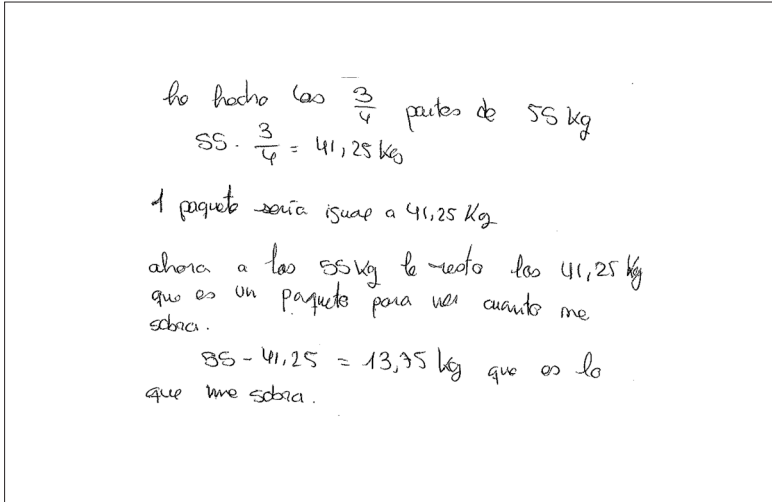 he hecho las 3/4 partes de 55 kg
55 · 3/4 = 41,25 kg
1 paquete sería igual a 41,25 Kg
ahora a los 55 kg le resto los 41,25 kg
que es un paquete para ver cuanto me
sobra.
55 - 41,25 = 13,75 kg que es lo
que me sobra.